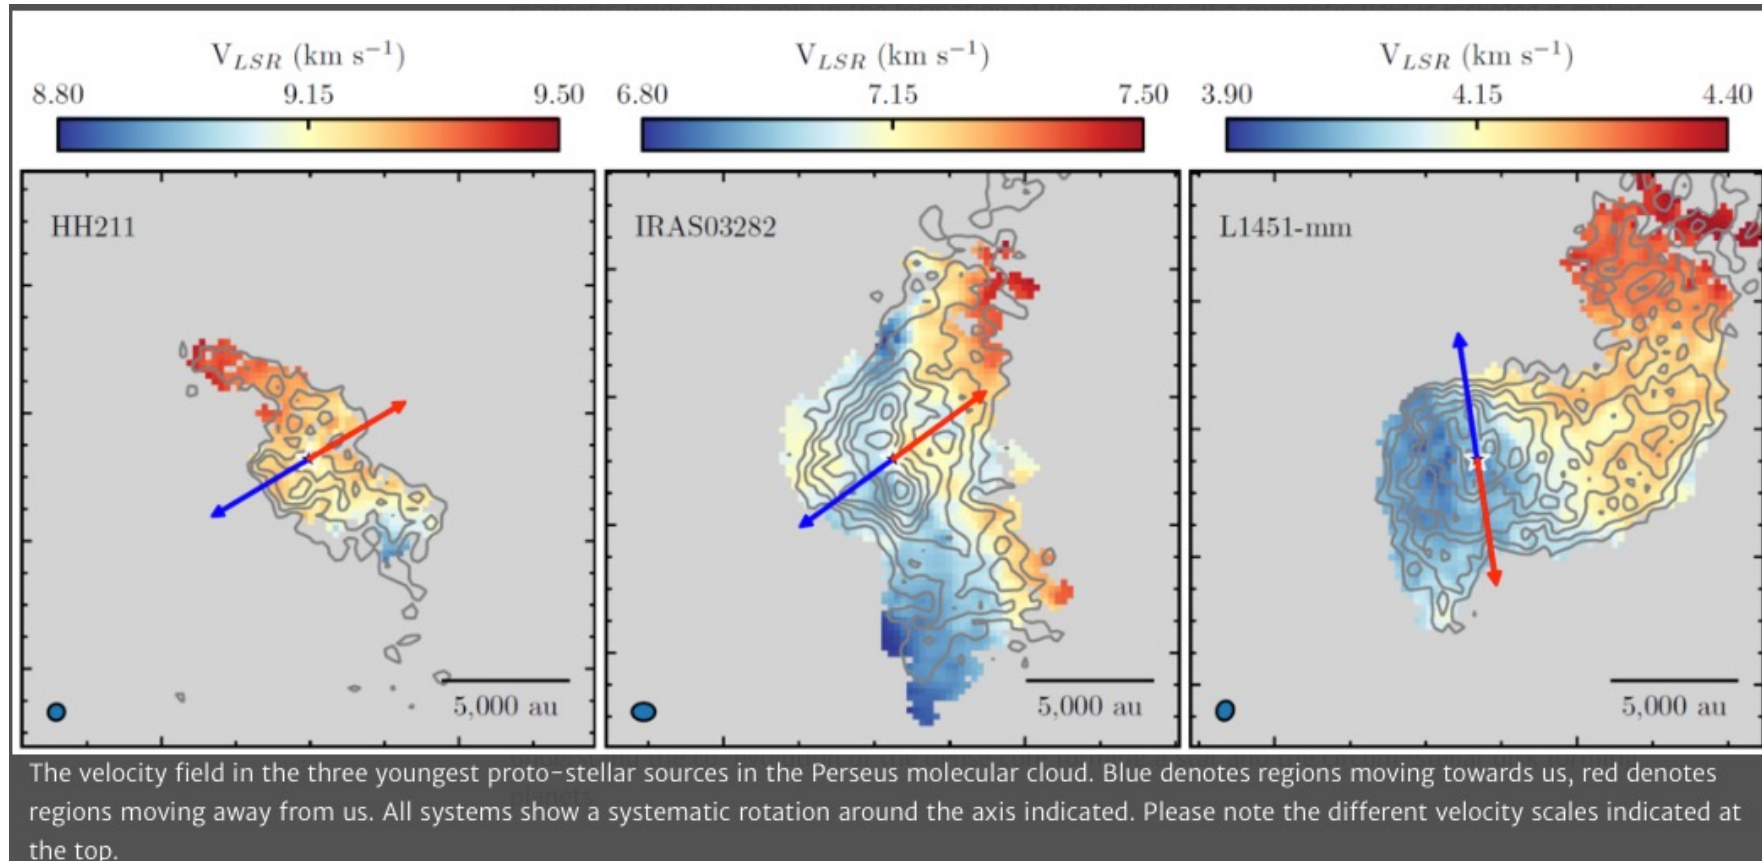 V_LSR (km s⁻¹) V_LSR (km s⁻¹) V_LSR (km s⁻¹)
8.80 9.15 9.50 6.80 7.15 7.50 3.90 4.15 4.40
HH211 IRAS03282 L1451-mm
5,000 au 5,000 au 5,000 au
The velocity field in the three youngest proto-stellar sources in the Perseus molecular cloud. Blue denotes regions moving towards us, red denotes
regions moving away from us. All systems show a systematic rotation around the axis indicated. Please note the different velocity scales indicated at
the top.